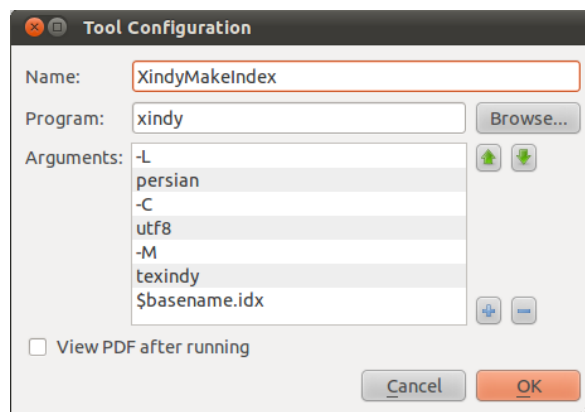 Tool Configuration
Name: XindyMakeIndex
Program: xindy Browse...
Arguments: -L
persian
-C
utf8
-M
texindy
$basename.idx
View PDF after running
Cancel OK